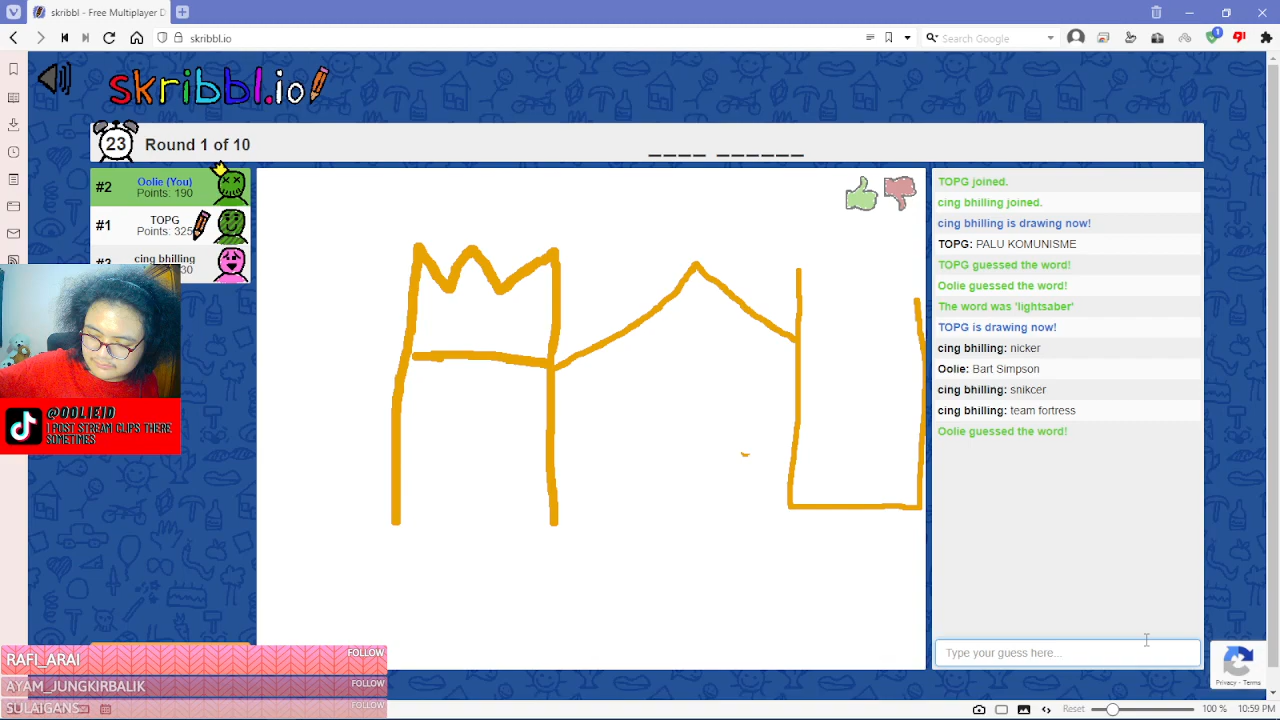 skribbl - Free Multiplayer D
skribbl.io
Search Google
1
skribbl.io
23
Round 1 of 10
____ ______
#2
Oolie (You)
Points: 190
#1
TOPG
Points: 325
cing bhilling
30
TOPG joined.
cing bhilling joined.
cing bhilling is drawing now!
TOPG: PALU KOMUNISME
TOPG guessed the word!
Oolie guessed the word!
The word was 'lightsaber'
TOPG is drawing now!
cing bhilling: nicker
Oolie: Bart Simpson
cing bhilling: snikcer
cing bhilling: team fortress
Oolie guessed the word!
Type your guess here...
@OOLIEID
I POST STREAM CLIPS THERE
SOMETIMES
RAFI_ARAI FOLLOW
AYAM_JUNGKIRBALIK FOLLOW
SULAIGANS FOLLOW
Privacy - Terms
Reset
100 %
10:59 PM